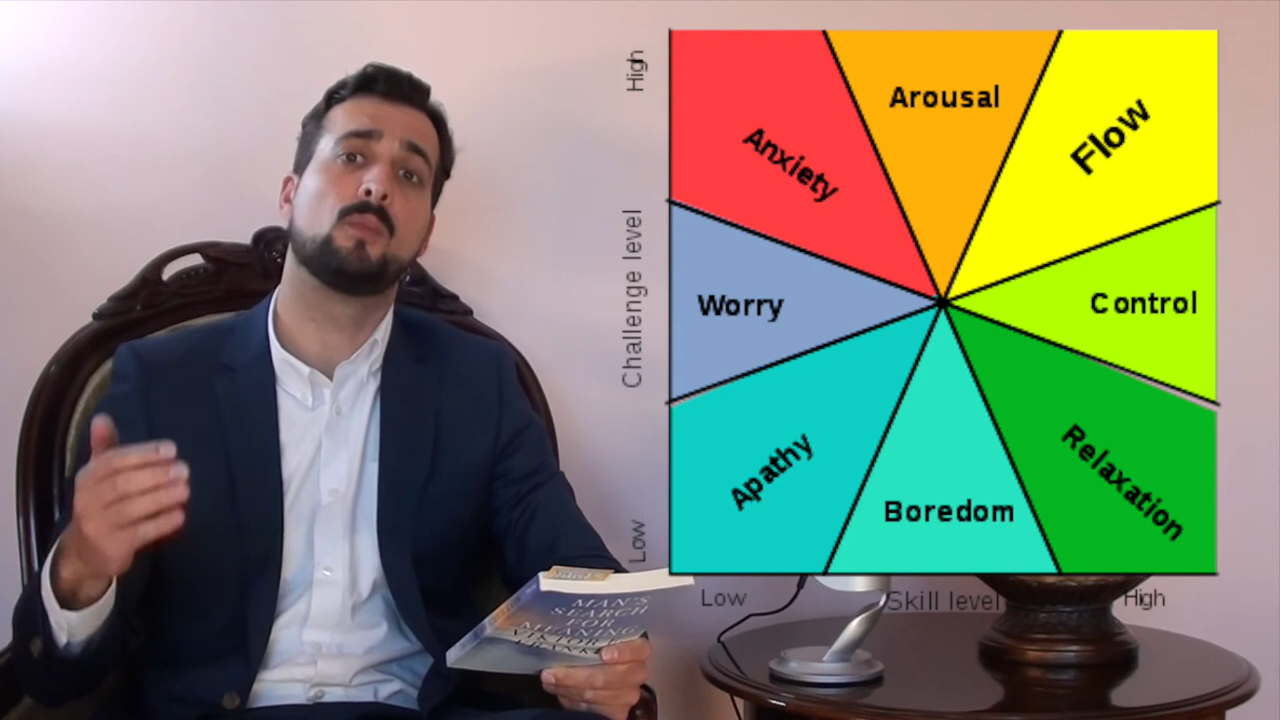 High
Challenge level
Low
Anxiety
Arousal
Flow
Worry
Control
Apathy
Boredom
Relaxation
Low
Skill level
High
MAN'S
SEARCH
FOR
MEANING
VIKTOR